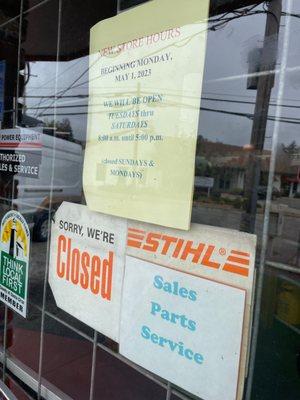 NEW STORE HOURS
BEGINNING MONDAY,
MAY 1, 2023
WE WILL BE OPEN
TUESDAYS thru
SATURDAYS
8:00 a.m. until 5:00 p.m.
(closed SUNDAYS &
MONDAYS)
POWER EQUIPMENT
AUTHORIZED
SALES & SERVICE
THINK
LOCAL
FIRST
MEMBER
SORRY, WE'RE
Closed
STIHL®
Sales
Parts
Service